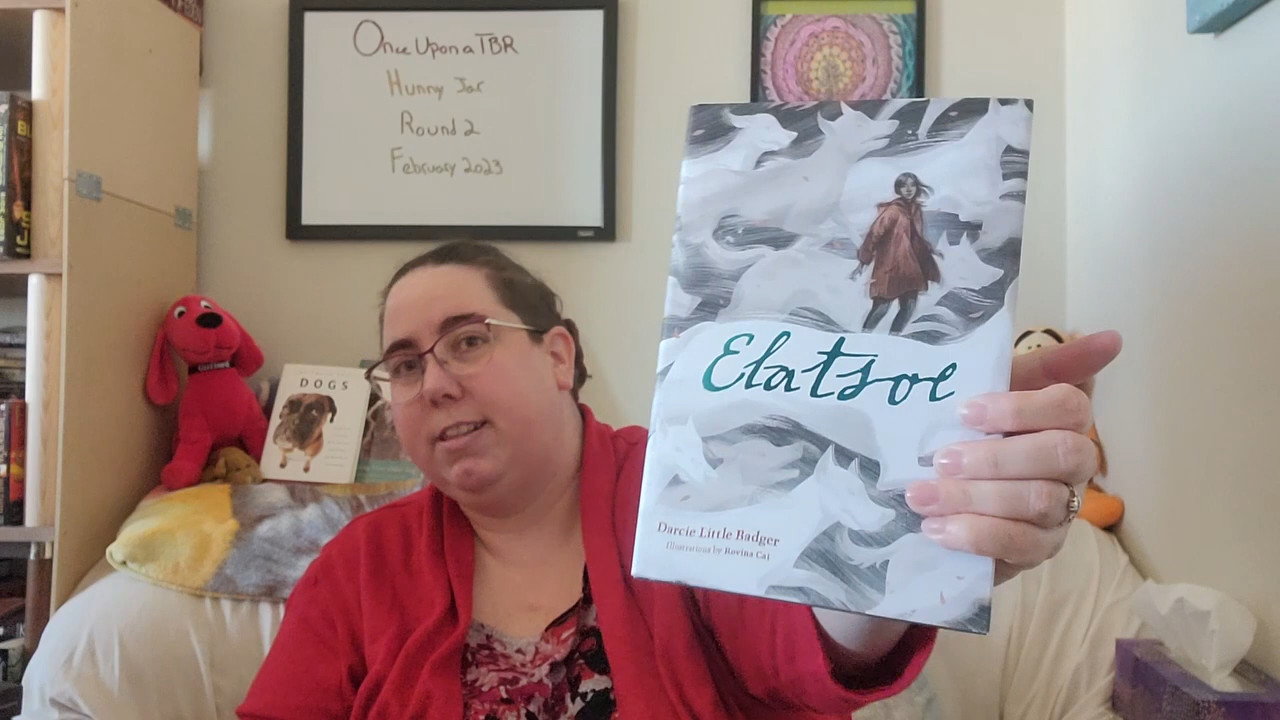 Once Upon a TBR
Hunny Jar
Round 2
February 2023
DOGS
Elatsoe
Darcie Little Badger
Illustrations by Rovina Cai